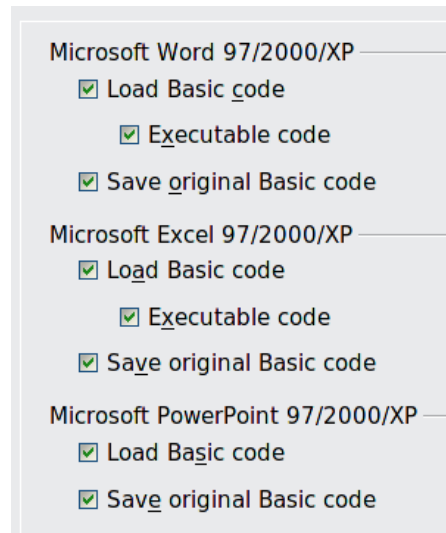 Microsoft Word 97/2000/XP
Load Basic code
Executable code
Save original Basic code
Microsoft Excel 97/2000/XP
Load Basic code
Executable code
Save original Basic code
Microsoft PowerPoint 97/2000/XP
Load Basic code
Save original Basic code